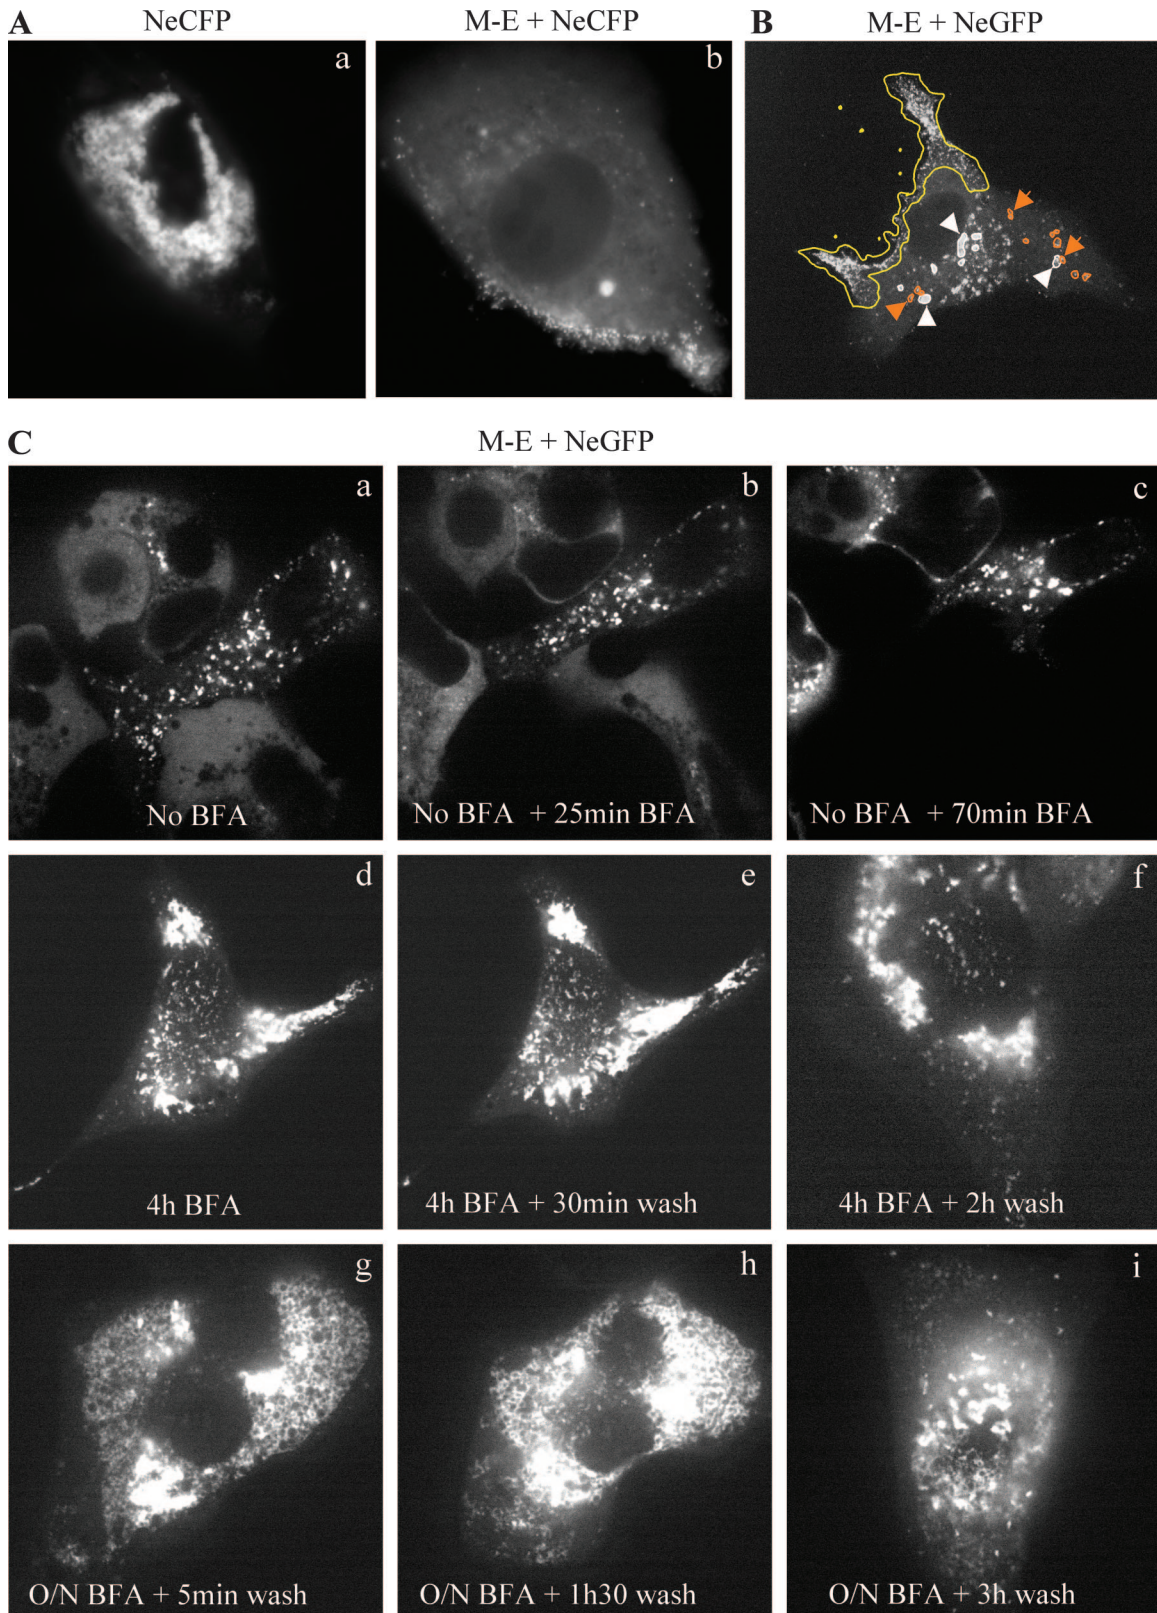 A NeCFP M-E + NeCFP B M-E + NeGFP
a b
C M-E + NeGFP
a b c
No BFA No BFA + 25min BFA No BFA + 70min BFA
d e f
4h BFA 4h BFA + 30min wash 4h BFA + 2h wash
g h i
O/N BFA + 5min wash O/N BFA + 1h30 wash O/N BFA + 3h wash